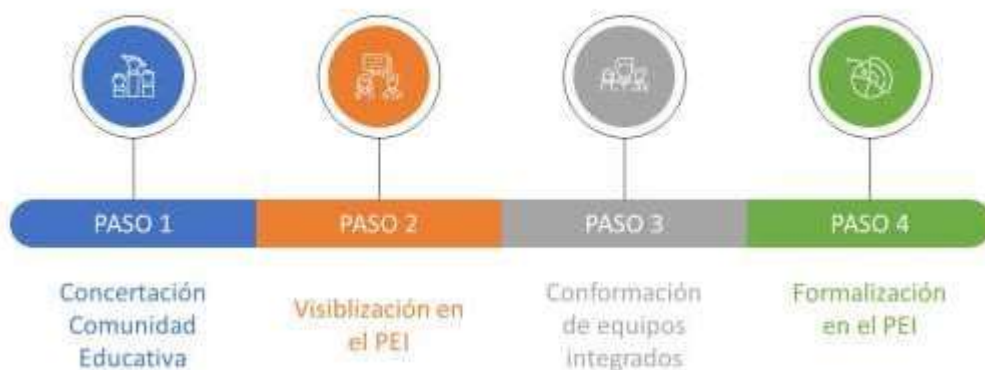 PASO 1
PASO 2
PASO 3
PASO 4
Concertación
Comunidad
Educativa
Visiblización en
el PEI
Conformación
de equipos
integrados
Formalización
en el PEI